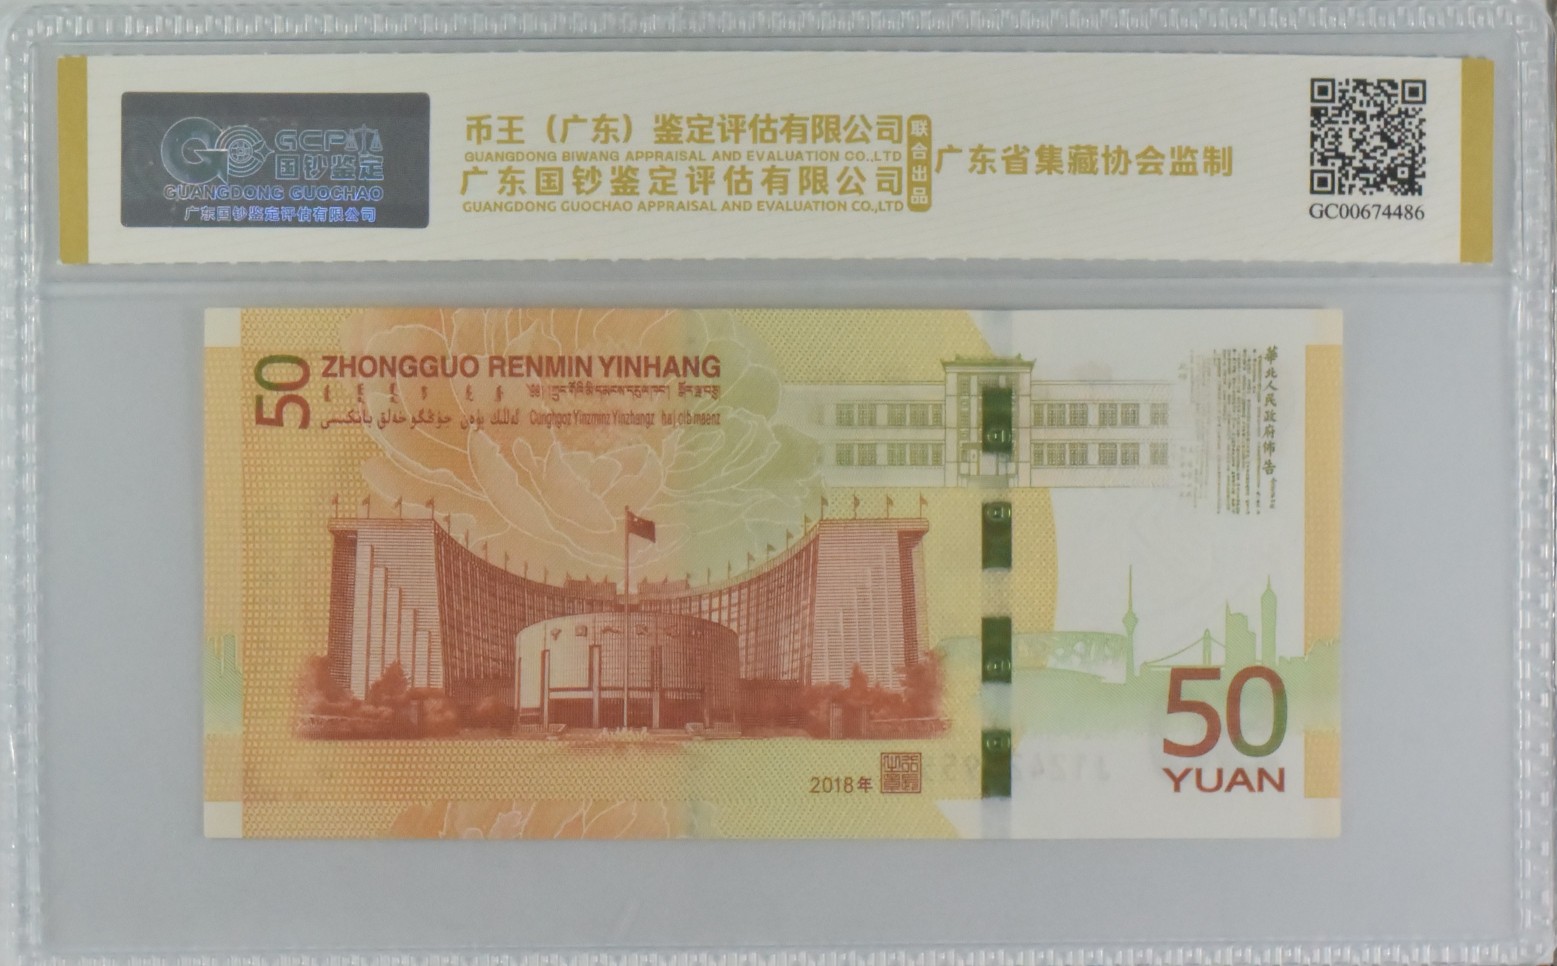 GCP
国钞鉴定
GUANGDONG GUOCHAO
广东国钞鉴定评估有限公司
币王（广东）鉴定评估有限公司
GUANGDONG BIWANG APPRAISAL AND EVALUATION CO.,LTD
广东国钞鉴定评估有限公司
GUANGDONG GUOCHAO APPRAISAL AND EVALUATION CO.,LTD
联合出品
广东省集藏协会监制
GC00674486
50
ZHONGGUO RENMIN YINHANG
Cunghgoz Yinzminz Yinzhangz haj cib maenz
華北人民政府佈告
2018年
50
YUAN